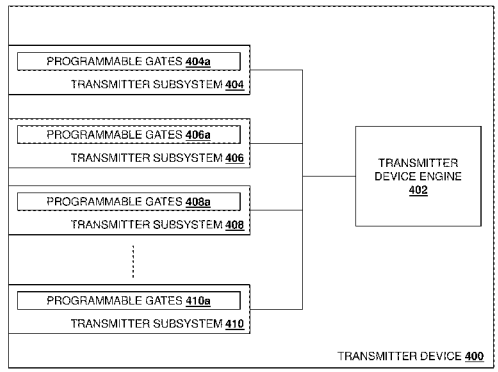 PROGRAMMABLE GATES 404a
TRANSMITTER SUBSYSTEM 404
PROGRAMMABLE GATES 406a
TRANSMITTER SUBSYSTEM 406
PROGRAMMABLE GATES 408a
TRANSMITTER SUBSYSTEM 408
PROGRAMMABLE GATES 410a
TRANSMITTER SUBSYSTEM 410
TRANSMITTER
DEVICE ENGINE
402
TRANSMITTER DEVICE 400